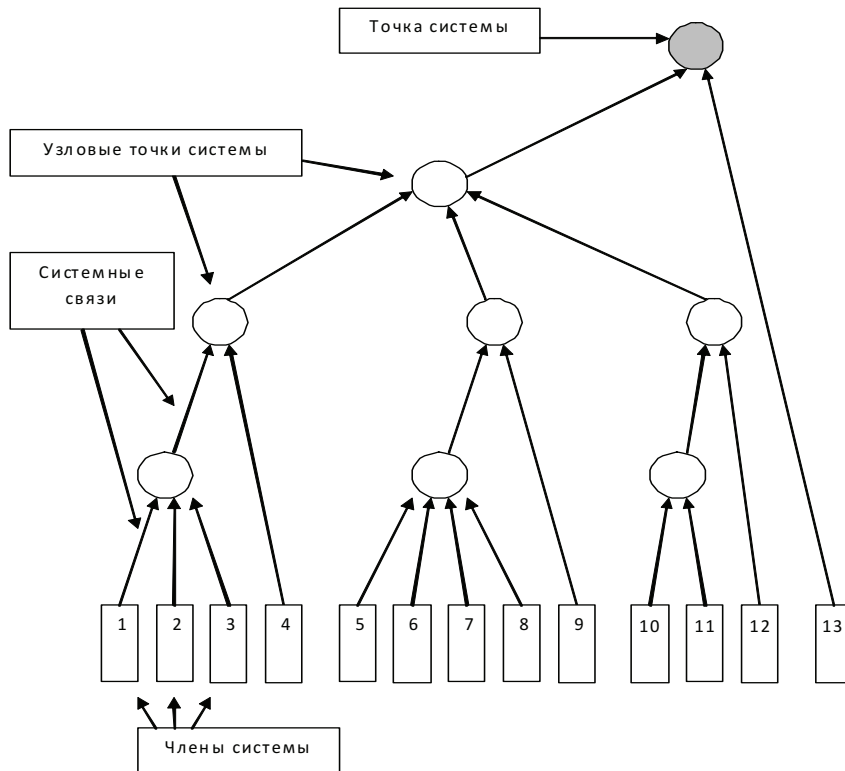 Точка системы
Узловые точки системы
Системные
связи
1 2 3 4 5 6 7 8 9 10 11 12 13
Члены системы